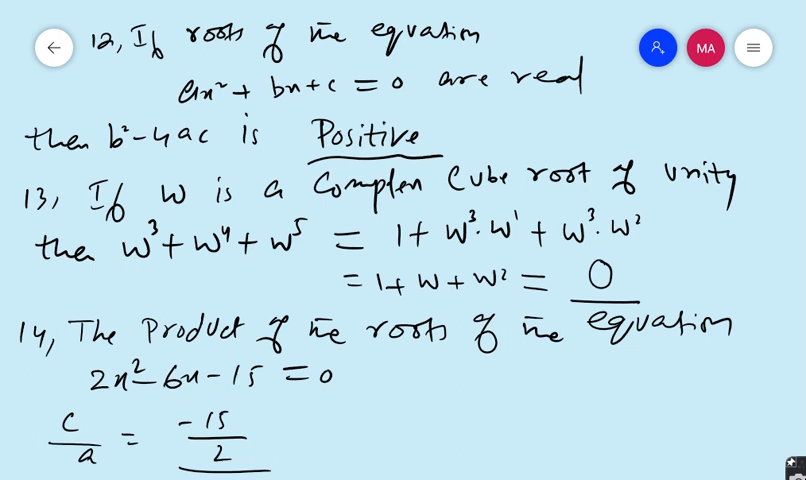 12, If roots of the equation
ax² + bx + c = 0 are real
then b² - 4ac is Positive
13, If w is a Complex Cube root of unity
then w³ + w⁴ + w⁵ = 1 + w³·w¹ + w³·w²
= 1 + w + w² = 0
14, The Product of the roots of the equation
2x² - 6x - 15 = 0
c/a = -15/2
MA